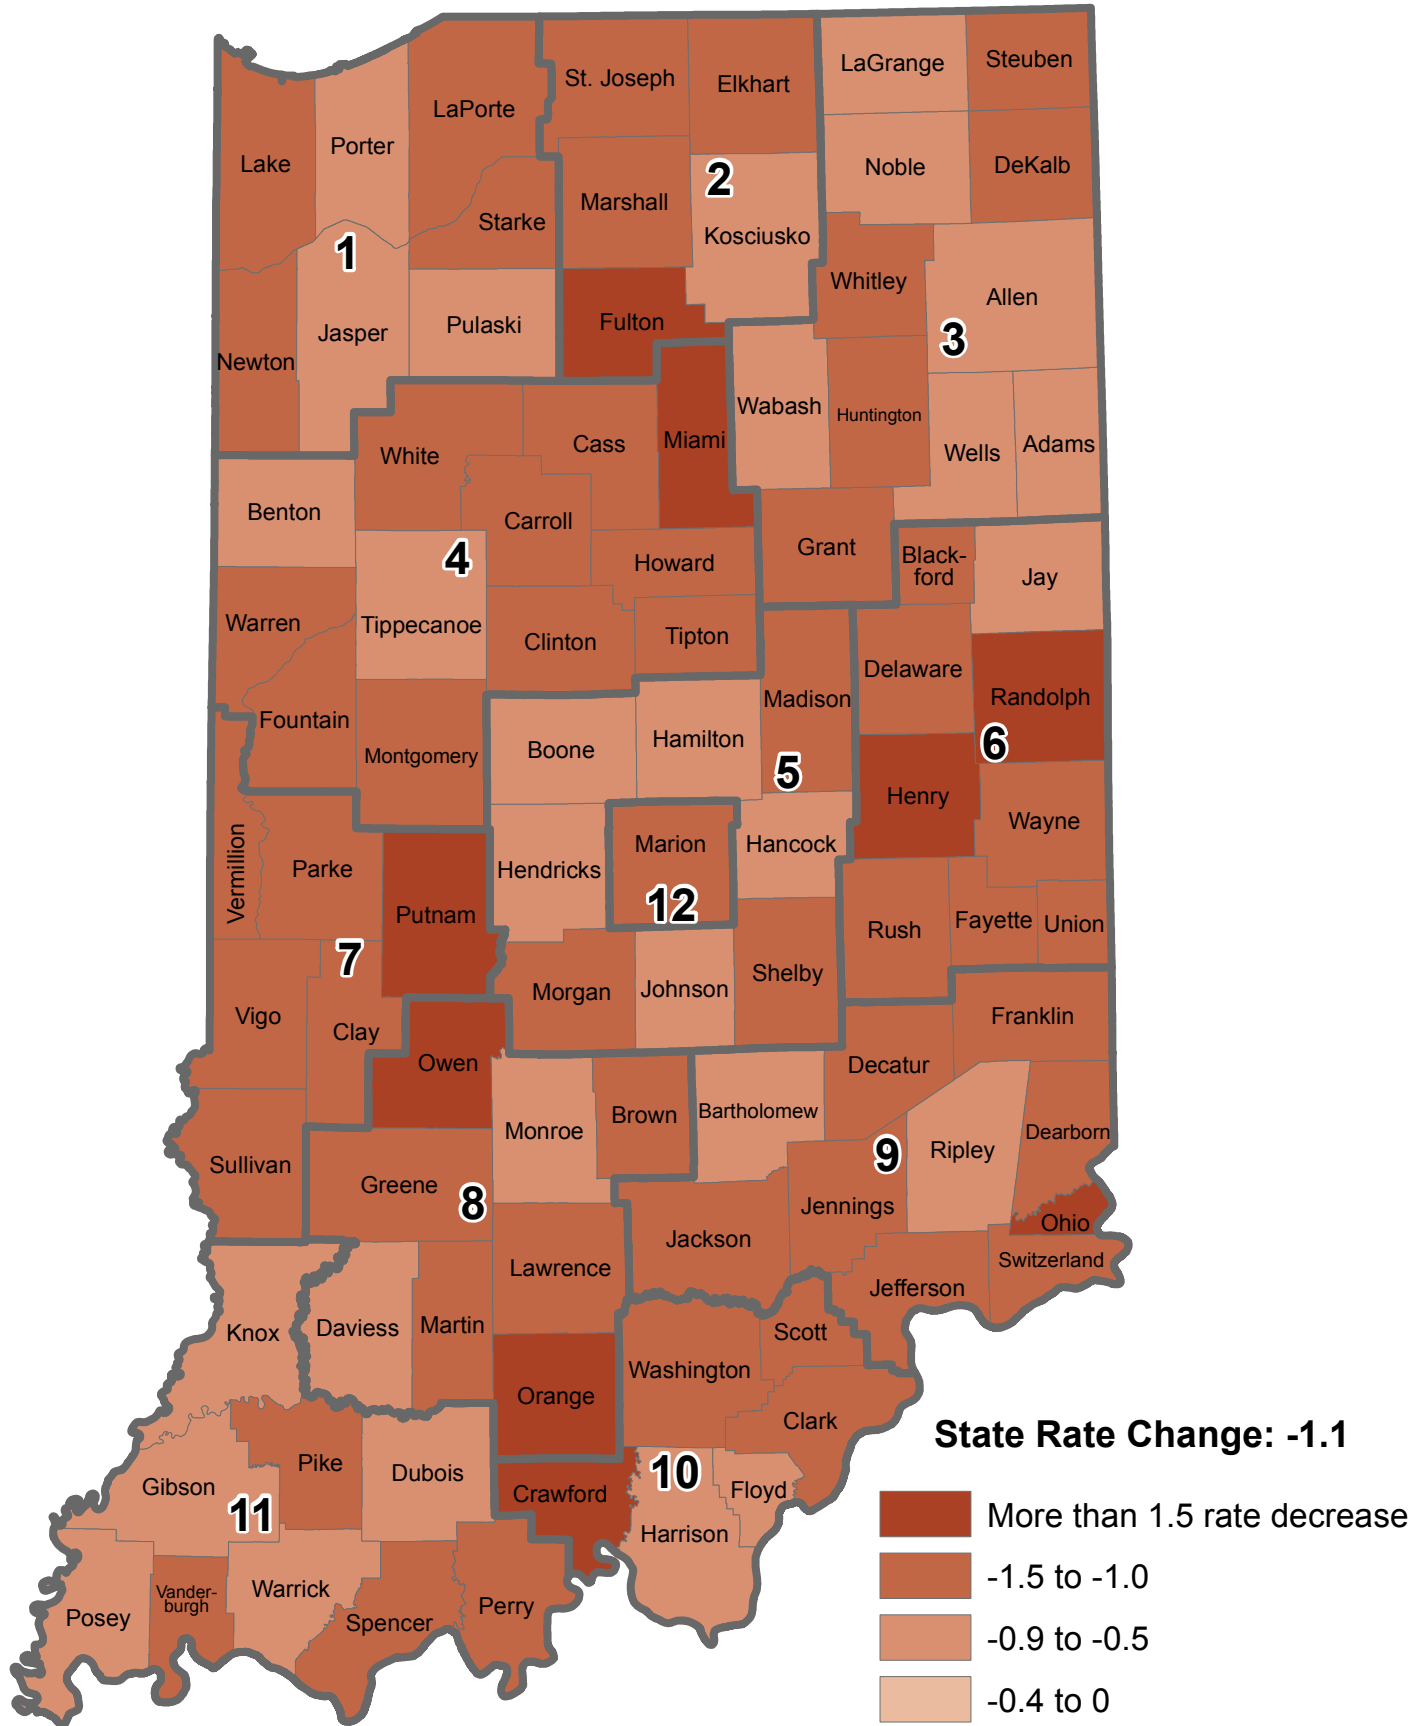 LaGrange
Steuben
St. Joseph
Elkhart
LaPorte
Porter
Lake
Noble
DeKalb
2
Marshall
Starke
Kosciusko
1
Whitley
Allen
Fulton
Pulaski
Jasper
3
Newton
Wabash
Huntington
Miami
Cass
White
Wells
Adams
Benton
Carroll
Grant
Black-
ford
Jay
4
Howard
Warren
Tippecanoe
Clinton
Tipton
Delaware
Randolph
Madison
Fountain
Hamilton
6
Boone
Montgomery
5
Henry
Wayne
Marion
Hancock
Vermillion
Parke
Hendricks
12
Putnam
Rush
Fayette
Union
7
Shelby
Morgan
Johnson
Vigo
Clay
Franklin
Owen
Decatur
Brown
Bartholomew
Monroe
Dearborn
9
Ripley
Sullivan
Greene
8
Jennings
Ohio
Jackson
Switzerland
Lawrence
Jefferson
Knox
Daviess
Martin
Scott
Washington
Orange
Clark
State Rate Change: -1.1
Pike
Dubois
10
Gibson
Crawford
Floyd
11
Harrison
More than 1.5 rate decrease
-1.5 to -1.0
Warrick
Vander-
burgh
Posey
Spencer
Perry
-0.9 to -0.5
-0.4 to 0